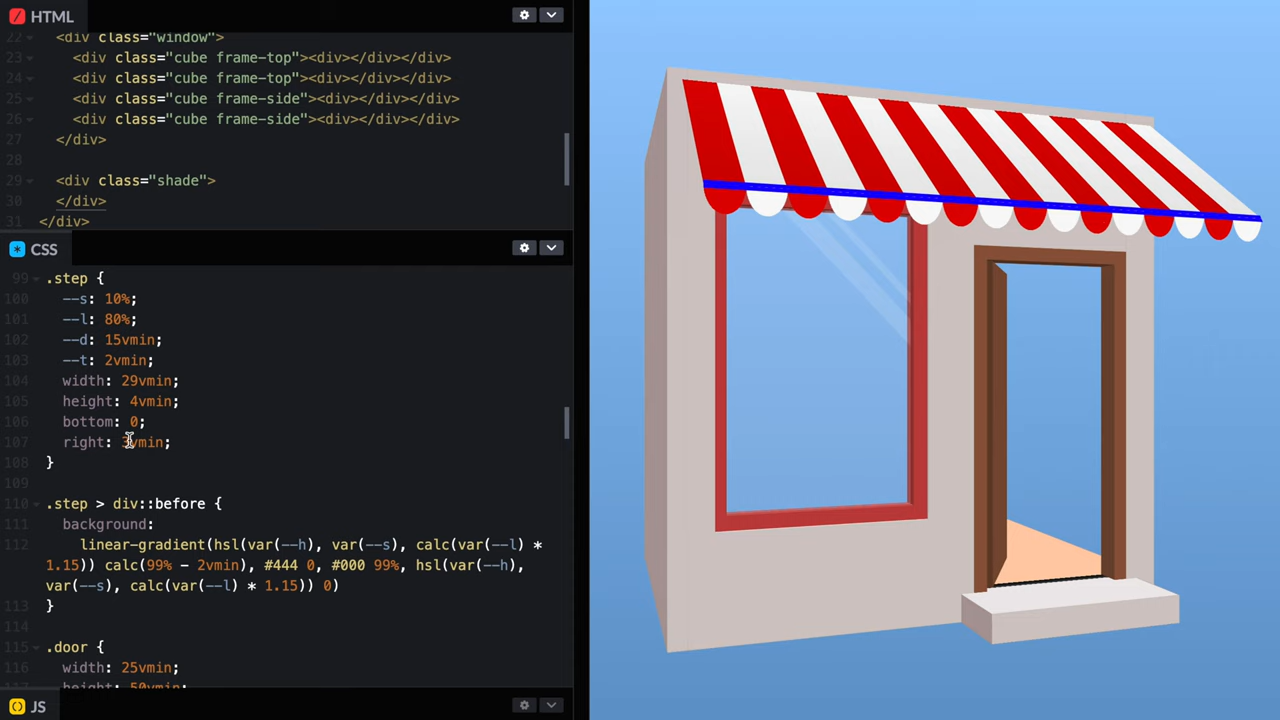 HTML
22 <div class="window">
23 <div class="cube frame-top"><div></div></div>
24 <div class="cube frame-top"><div></div></div>
25 <div class="cube frame-side"><div></div></div>
26 <div class="cube frame-side"><div></div></div>
27 </div>
28
29 <div class="shade">
30 </div>
31 </div>
CSS
99 .step {
100 --s: 10%;
101 --l: 80%;
102 --d: 15vmin;
103 --t: 2vmin;
104 width: 29vmin;
105 height: 4vmin;
106 bottom: 0;
107 right: 3vmin;
108 }
109
110 .step > div::before {
111 background:
112 linear-gradient(hsl(var(--h), var(--s), calc(var(--l) *
1.15)) calc(99% - 2vmin), #444 0, #000 99%, hsl(var(--h),
var(--s), calc(var(--l) * 1.15)) 0)
113 }
114
115 .door {
116 width: 25vmin;
117 height: 50vmin;
JS